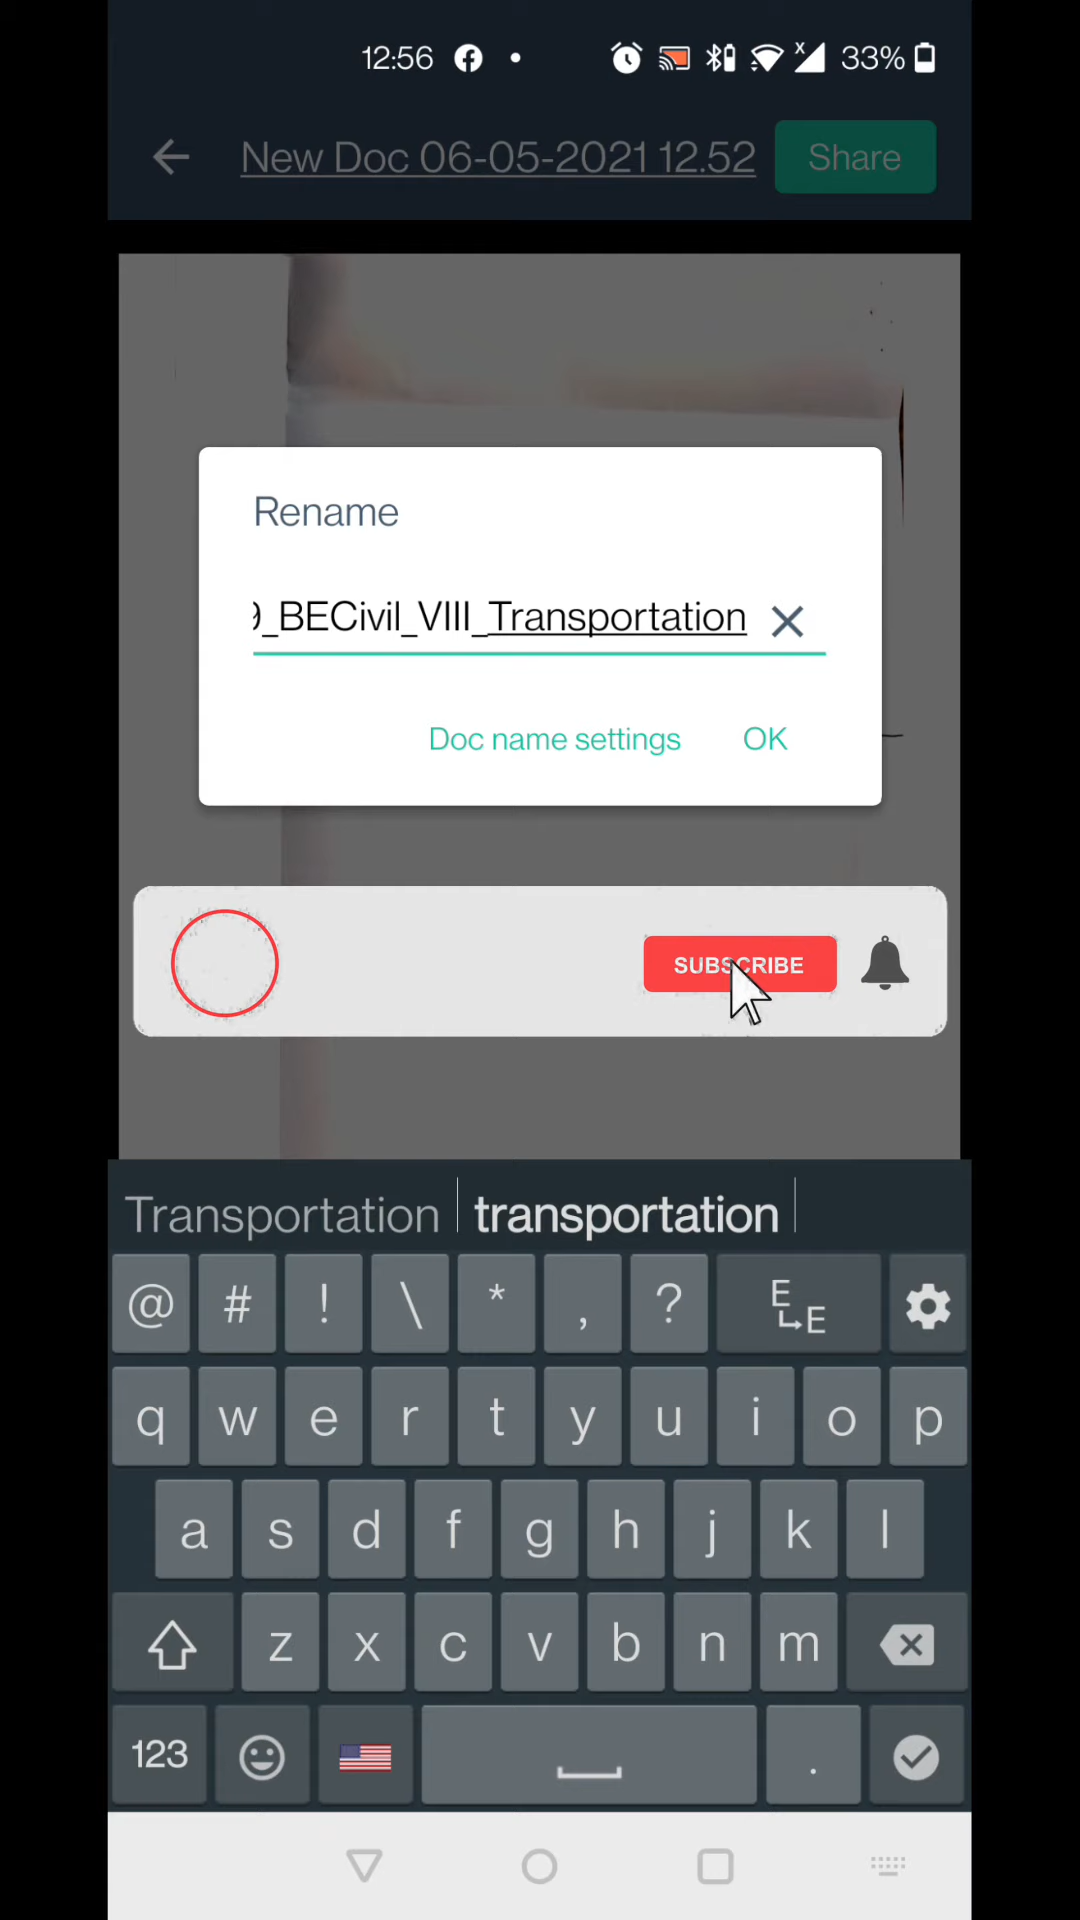 12:56 33%
New Doc 06-05-2021 12.52 Share
Rename
9_BECivil_VIII_Transportation
Doc name settings OK
SUBSCRIBE
Transportation transportation
@ # ! \ * , ? E E
q w e r t y u i o p
a s d f g h j k l
z x c v b n m
123 .